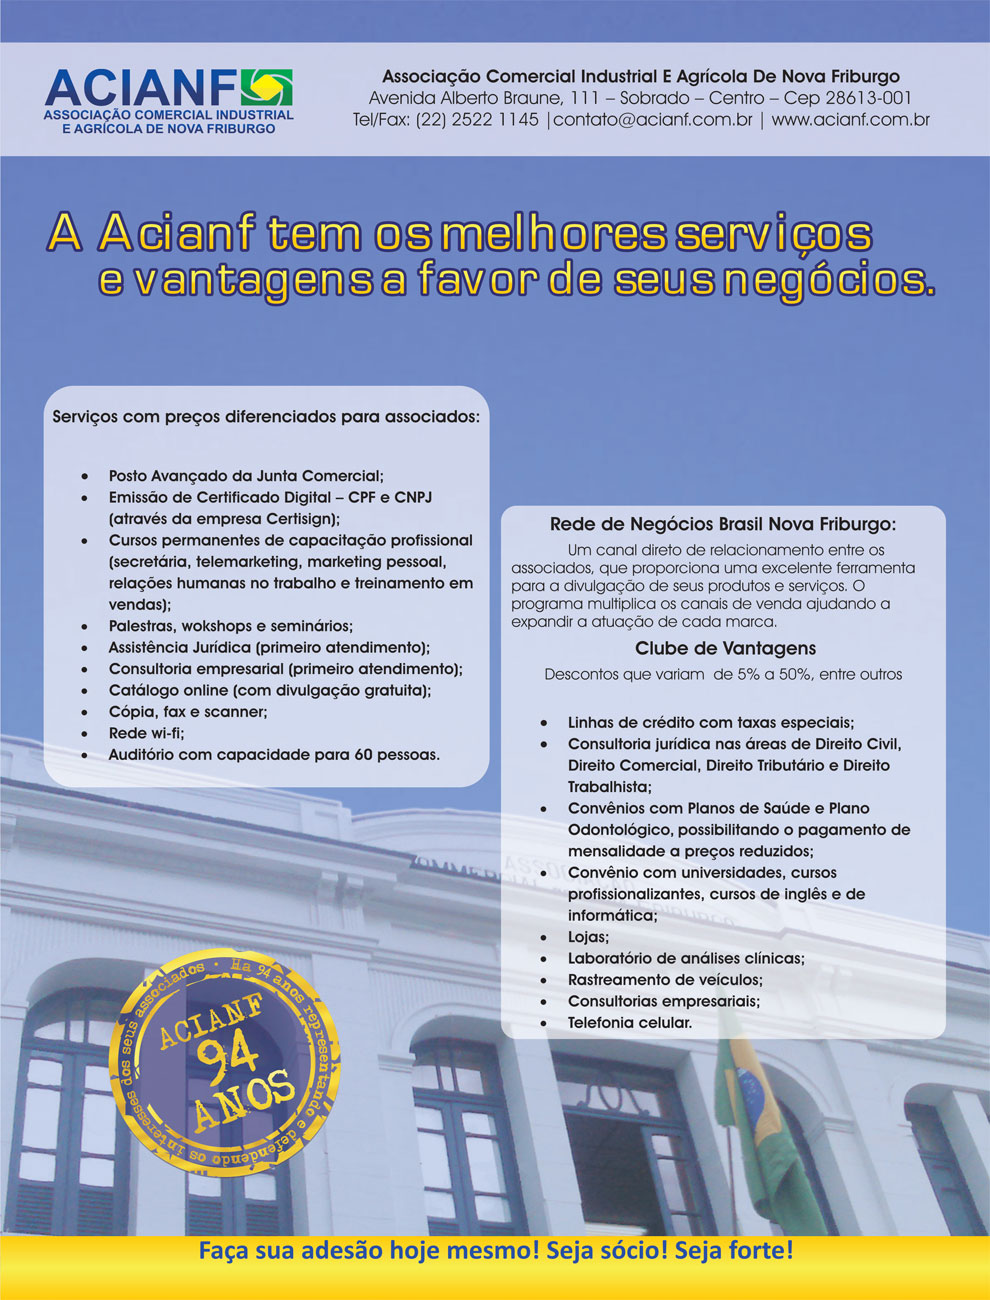 ACIANF
ASSOCIAÇÃO COMERCIAL INDUSTRIAL
E AGRÍCOLA DE NOVA FRIBURGO
Associação Comercial Industrial E Agrícola De Nova Friburgo
Avenida Alberto Braune, 111 – Sobrado – Centro – Cep 28613-001
Tel/Fax: (22) 2522 1145 |contato@acianf.com.br | www.acianf.com.br
A Acianf tem os melhores serviços
e vantagens a favor de seus negócios.
Serviços com preços diferenciados para associados:
• Posto Avançado da Junta Comercial;
• Emissão de Certificado Digital – CPF e CNPJ
(através da empresa Certisign);
• Cursos permanentes de capacitação profissional
(secretária, telemarketing, marketing pessoal,
relações humanas no trabalho e treinamento em
vendas);
• Palestras, wokshops e seminários;
• Assistência Jurídica (primeiro atendimento);
• Consultoria empresarial (primeiro atendimento);
• Catálogo online (com divulgação gratuita);
• Cópia, fax e scanner;
• Rede wi-fi;
• Auditório com capacidade para 60 pessoas.
Rede de Negócios Brasil Nova Friburgo:
Um canal direto de relacionamento entre os
associados, que proporciona uma excelente ferramenta
para a divulgação de seus produtos e serviços. O
programa multiplica os canais de venda ajudando a
expandir a atuação de cada marca.
Clube de Vantagens
Descontos que variam de 5% a 50%, entre outros
• Linhas de crédito com taxas especiais;
• Consultoria jurídica nas áreas de Direito Civil,
Direito Comercial, Direito Tributário e Direito
Trabalhista;
• Convênios com Planos de Saúde e Plano
Odontológico, possibilitando o pagamento de
mensalidade a preços reduzidos;
• Convênio com universidades, cursos
profissionalizantes, cursos de inglês e de
informática;
• Lojas;
• Laboratório de análises clínicas;
• Rastreamento de veículos;
• Consultorias empresariais;
• Telefonia celular.
Ha 94 anos representando e defendendo os interesses dos seus associados •
ACIANF
94
ANOS
Faça sua adesão hoje mesmo! Seja sócio! Seja forte!